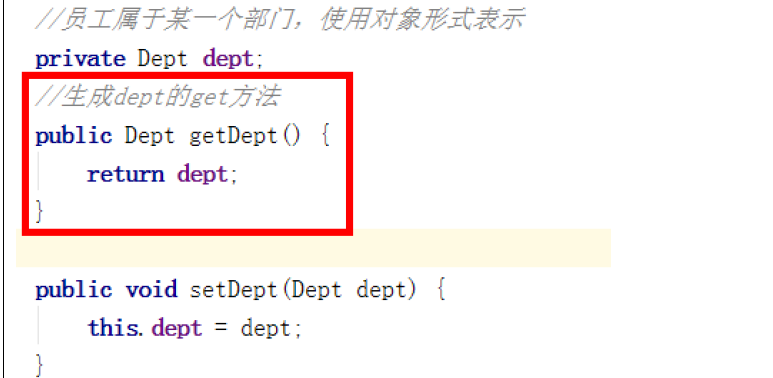 //员工属于某一个部门，使用对象形式表示
private Dept dept;
//生成dept的get方法
public Dept getDept() {
return dept;
}
public void setDept(Dept dept) {
this.dept = dept;
}